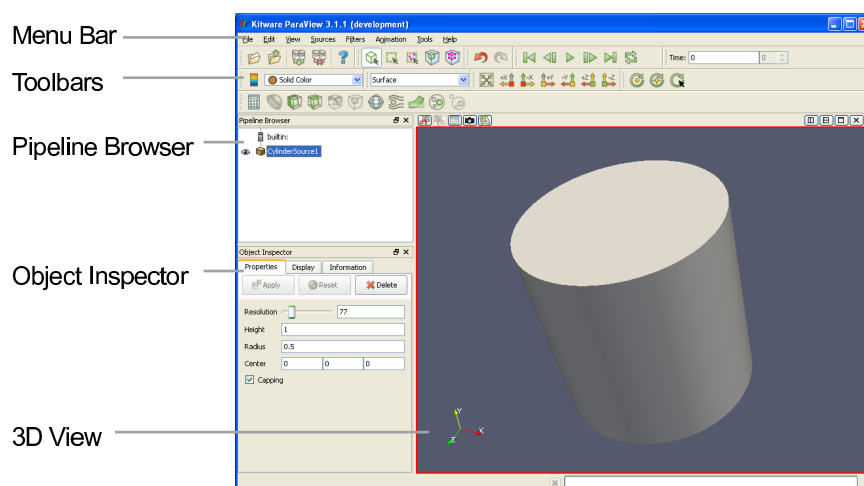 Kitware ParaView 3.1.1 (development)
Menu Bar
File Edit View Sources Filters Animation Tools Help
Time: 0 0
Toolbars
Solid Color Surface
+X -X +Y -Y +Z -Z
Pipeline Browser
Pipeline Browser
builtin:
CylinderSource1
Object Inspector
Object Inspector
Properties Display Information
Apply Reset Delete
Resolution 77
Height 1
Radius 0.5
Center 0 0 0
Capping
3D View
Y
X
Z